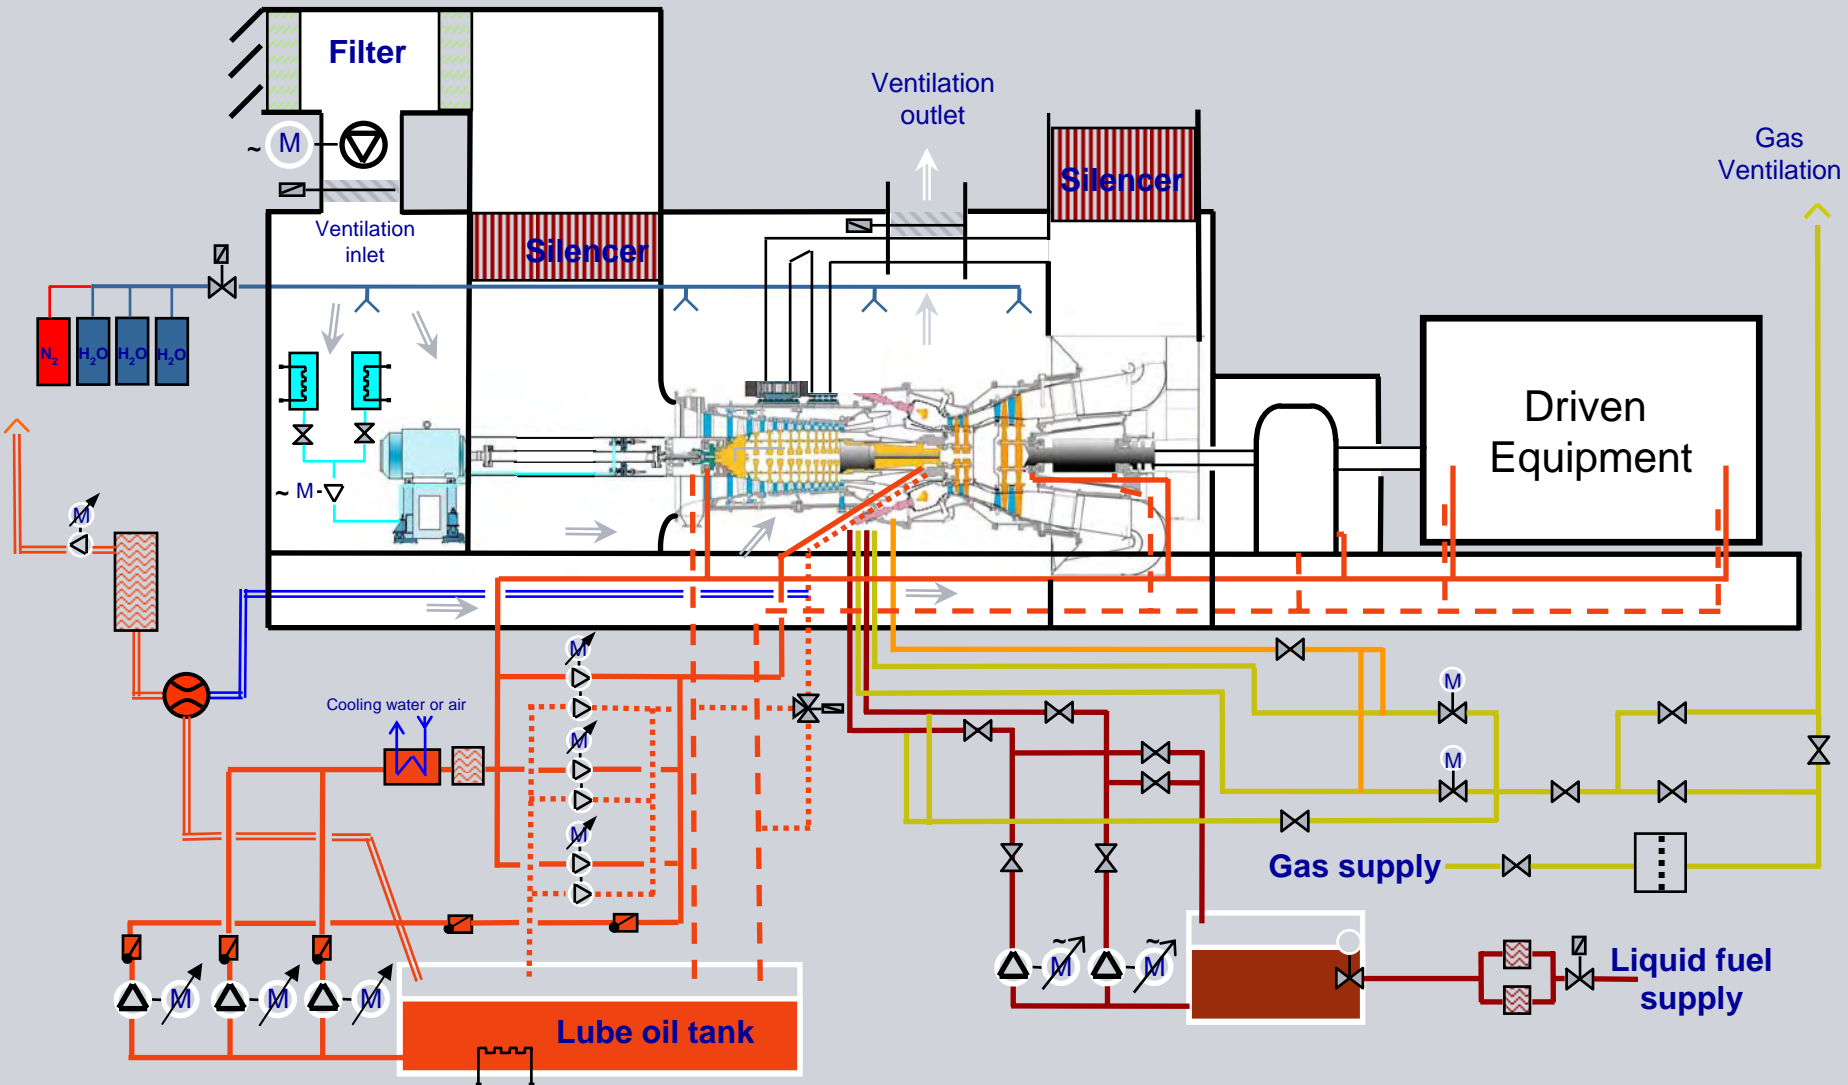 Filter
Ventilation
outlet
Gas
Ventilation
~ M
Silencer
Ventilation
inlet
Silencer
N2
H2O
H2O
H2O
Driven
Equipment
~ M
M
M
M
Cooling water or air
M
M
M
Gas supply
M
~
M
~
M
M
M
M
Liquid fuel
supply
Lube oil tank